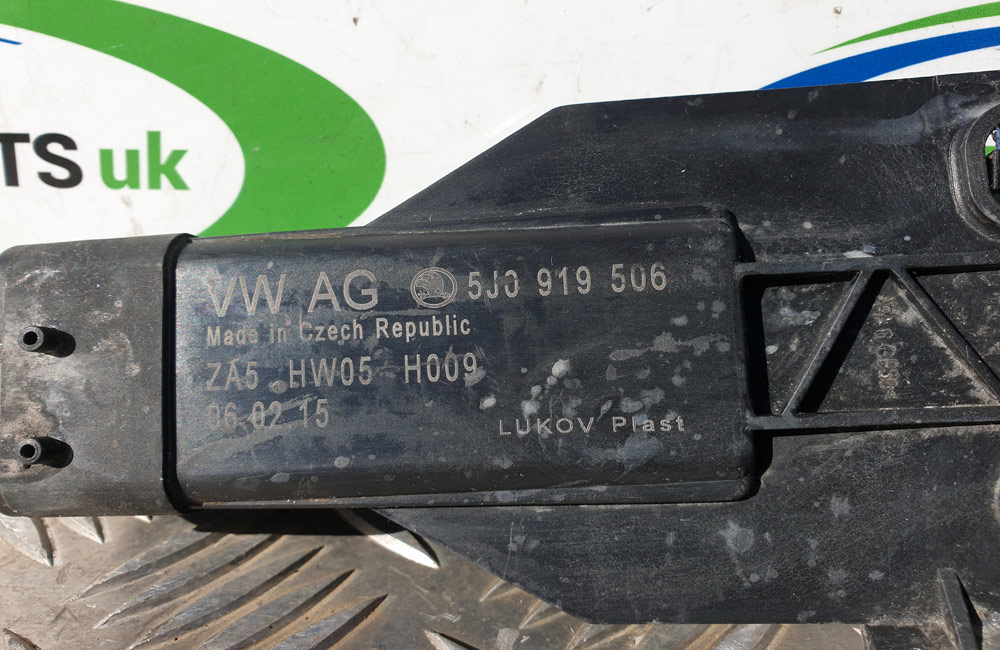 TS uk
VW AG 5J0 919 506
Made in Czech Republic
ZA5 HW05 H009
06 02 15
LUKOV Plast